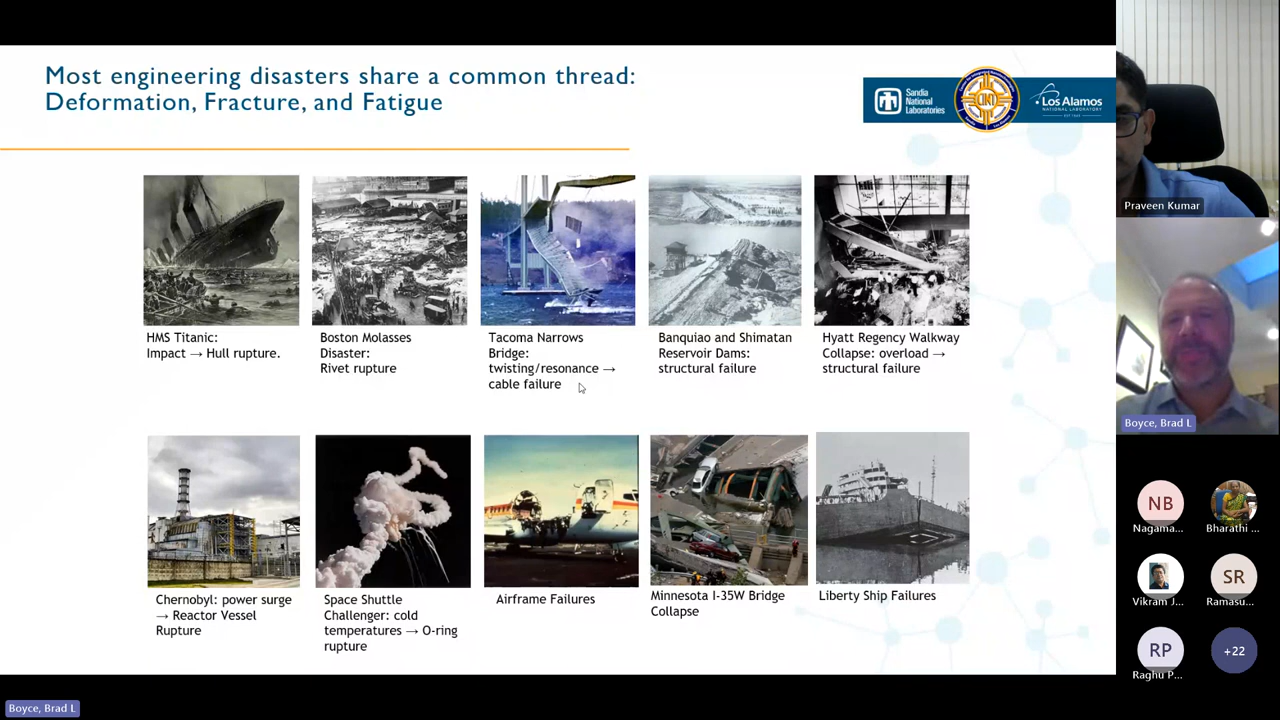 Most engineering disasters share a common thread:
Deformation, Fracture, and Fatigue
Sandia
National
Laboratories
CINT
Los Alamos
NATIONAL LABORATORY
HMS Titanic:
Impact → Hull rupture.
Boston Molasses
Disaster:
Rivet rupture
Tacoma Narrows
Bridge:
twisting/resonance →
cable failure
Banquiao and Shimatan
Reservoir Dams:
structural failure
Hyatt Regency Walkway
Collapse: overload →
structural failure
Chernobyl: power surge
→ Reactor Vessel
Rupture
Space Shuttle
Challenger: cold
temperatures → O-ring
rupture
Airframe Failures
Minnesota I-35W Bridge
Collapse
Liberty Ship Failures
Praveen Kumar
Boyce, Brad L
NB
Nagama...
Bharathi ...
Vikram J...
SR
Ramasu...
RP
Raghu P...
+22
Boyce, Brad L